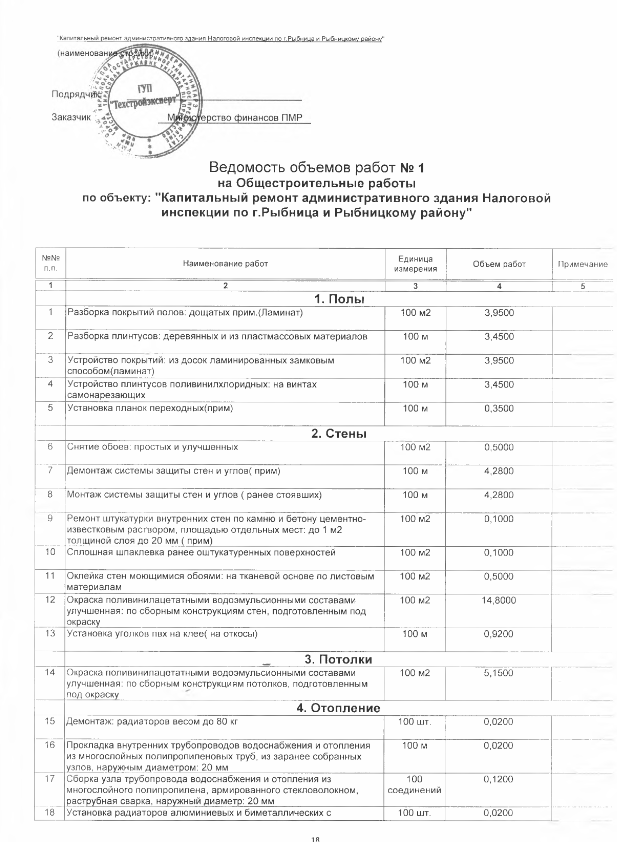 "Капитальный ремонт административного здания Налоговой инспекции по г.Рыбница и Рыбницкому району"
(наименование
Подрядчик
ГУП
"Техстройэксперт"
Заказчик Министерство финансов ПМР
Ведомость объемов работ № 1
на Общестроительные работы
по объекту: "Капитальный ремонт административного здания Налоговой
инспекции по г.Рыбница и Рыбницкому району"
№№ п.п. Наименование работ Единица измерения Объем работ Примечание
1 2 3 4 5
1. Полы
1 Разборка покрытий полов: дощатых прим.(Ламинат) 100 м2 3,9500
2 Разборка плинтусов: деревянных и из пластмассовых материалов 100 м 3,4500
3 Устройство покрытий: из досок ламинированных замковым 100 м2 3,9500
способом(ламинат)
4 Устройство плинтусов поливинилхлоридных: на винтах 100 м 3,4500
самонарезающих
5 Установка планок переходных(прим) 100 м 0,3500
2. Стены
6 Снятие обоев: простых и улучшенных 100 м2 0,5000
7 Демонтаж системы защиты стен и углов( прим) 100 м 4,2800
8 Монтаж системы защиты стен и углов ( ранее стоявших) 100 м 4,2800
9 Ремонт штукатурки внутренних стен по камню и бетону цементно- 100 м2 0,1000
известковым раствором, площадью отдельных мест: до 1 м2
толщиной слоя до 20 мм ( прим)
10 Сплошная шпаклевка ранее оштукатуренных поверхностей 100 м2 0,1000
11 Оклейка стен моющимися обоями: на тканевой основе по листовым 100 м2 0,5000
материалам
12 Окраска поливинилацетатными водоэмульсионными составами 100 м2 14,8000
улучшенная: по сборным конструкциям стен, подготовленным под
окраску
13 Установка уголков пвх на клее( на откосы) 100 м 0,9200
3. Потолки
14 Окраска поливинилацетатными водоэмульсионными составами 100 м2 5,1500
улучшенная: по сборным конструкциям потолков, подготовленным
под окраску
4. Отопление
15 Демонтаж: радиаторов весом до 80 кг 100 шт. 0,0200
16 Прокладка внутренних трубопроводов водоснабжения и отопления 100 м 0,0200
из многослойных полипропиленовых труб, из заранее собранных
узлов, наружным диаметром: 20 мм
17 Сборка узла трубопровода водоснабжения и отопления из 100 0,1200
многослойного полипропилена, армированного стекловолокном, соединений
раструбная сварка, наружный диаметр: 20 мм
18 Установка радиаторов алюминиевых и биметаллических с 100 шт. 0,0200
18